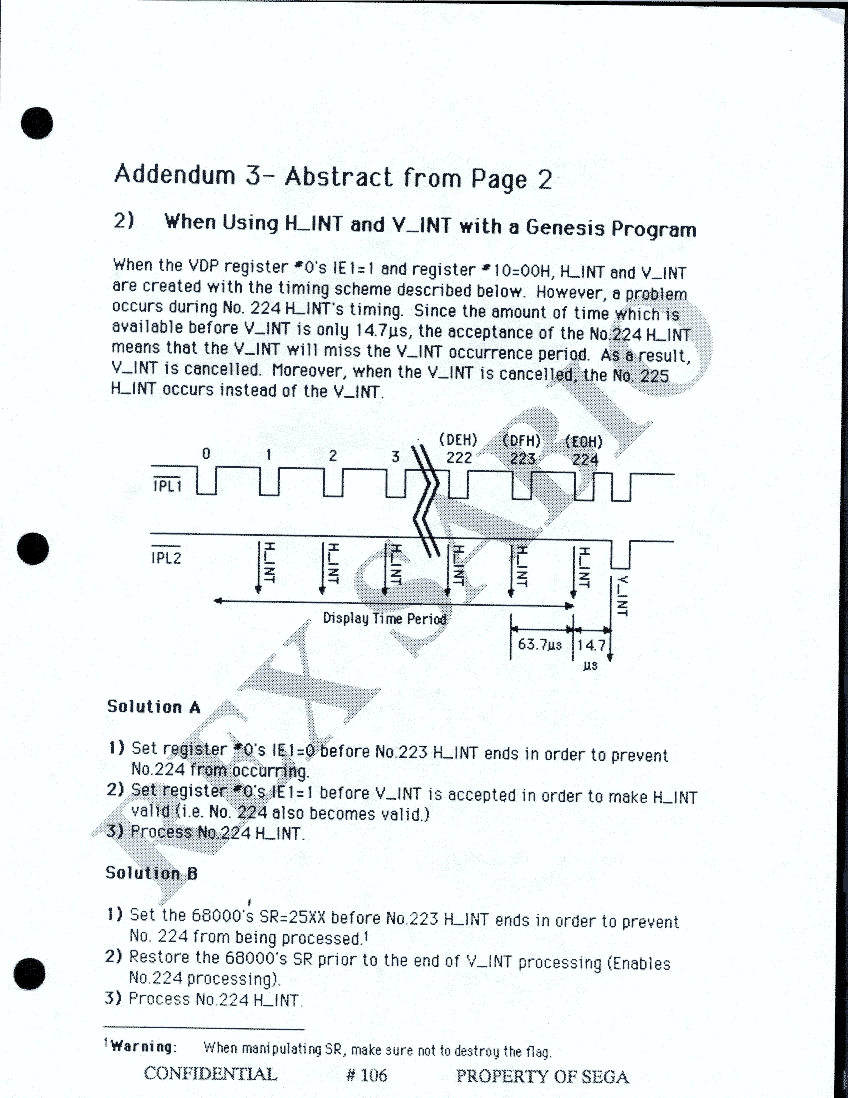 Addendum 3- Abstract from Page 2
2) When Using H_INT and V_INT with a Genesis Program
When the VDP register #0's IE1=1 and register #10=00H, H_INT and V_INT
are created with the timing scheme described below. However, a problem
occurs during No. 224 H_INT's timing. Since the amount of time which is
available before V_INT is only 14.7µs, the acceptance of the No.224 H_INT
means that the V_INT will miss the V_INT occurrence period. As a result,
V_INT is cancelled. Moreover, when the V_INT is cancelled, the No. 225
H_INT occurs instead of the V_INT.
(DEH) (DFH) (E0H)
0 1 2 3 222 223 224
IPL1
IPL2
H_INT H_INT H_INT H_INT H_INT H_INT V_INT
Display Time Period
63.7µs 14.7
µs
Solution A
1) Set register #0's IE1=0 before No.223 H_INT ends in order to prevent
No.224 from occurring.
2) Set register #0's IE1=1 before V_INT is accepted in order to make H_INT
valid (i.e. No. 224 also becomes valid.)
3) Process No.224 H_INT.
Solution B
1) Set the 68000's SR=25XX before No.223 H_INT ends in order to prevent
No. 224 from being processed.¹
2) Restore the 68000's SR prior to the end of V_INT processing (Enables
No.224 processing).
3) Process No.224 H_INT.
¹Warning: When manipulating SR, make sure not to destroy the flag.
CONFIDENTIAL #106 PROPERTY OF SEGA
REX SABIO